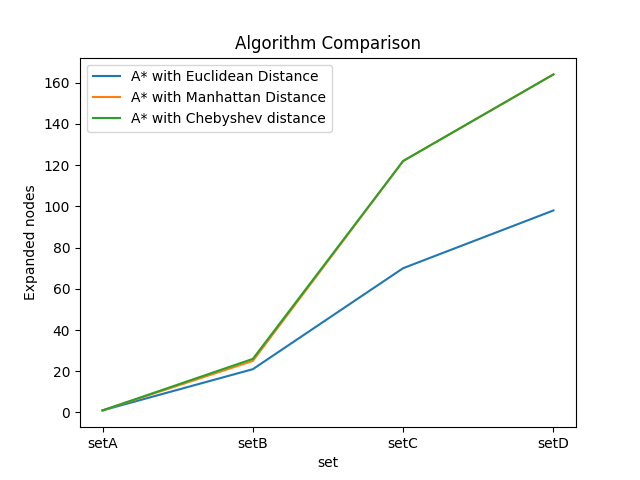 Algorithm Comparison
A* with Euclidean Distance
A* with Manhattan Distance
A* with Chebyshev distance
Expanded nodes
160
140
120
100
80
60
40
20
0
setA
setB
setC
setD
set